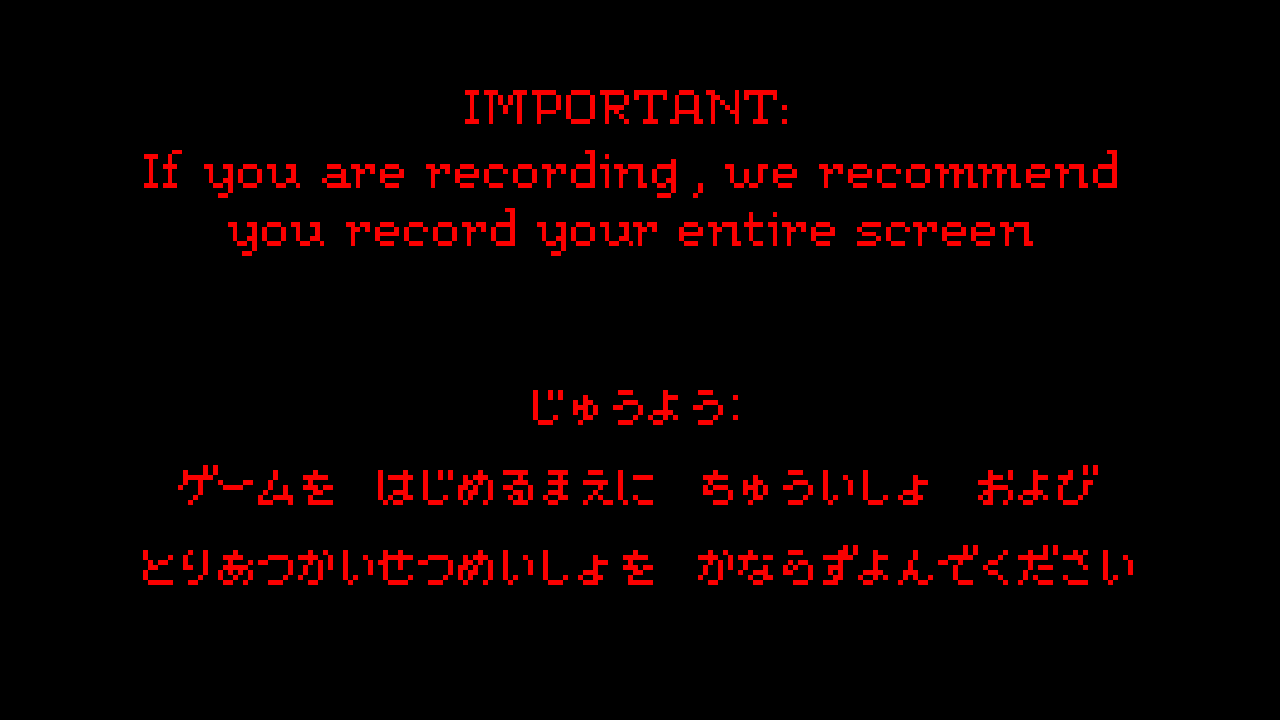 IMPORTANT:
If you are recording, we recommend
you record your entire screen
じゅうよう:
ゲームを はじめるまえに ちゅういしょ および
とりあつかいせつめいしょを かならずよんでください